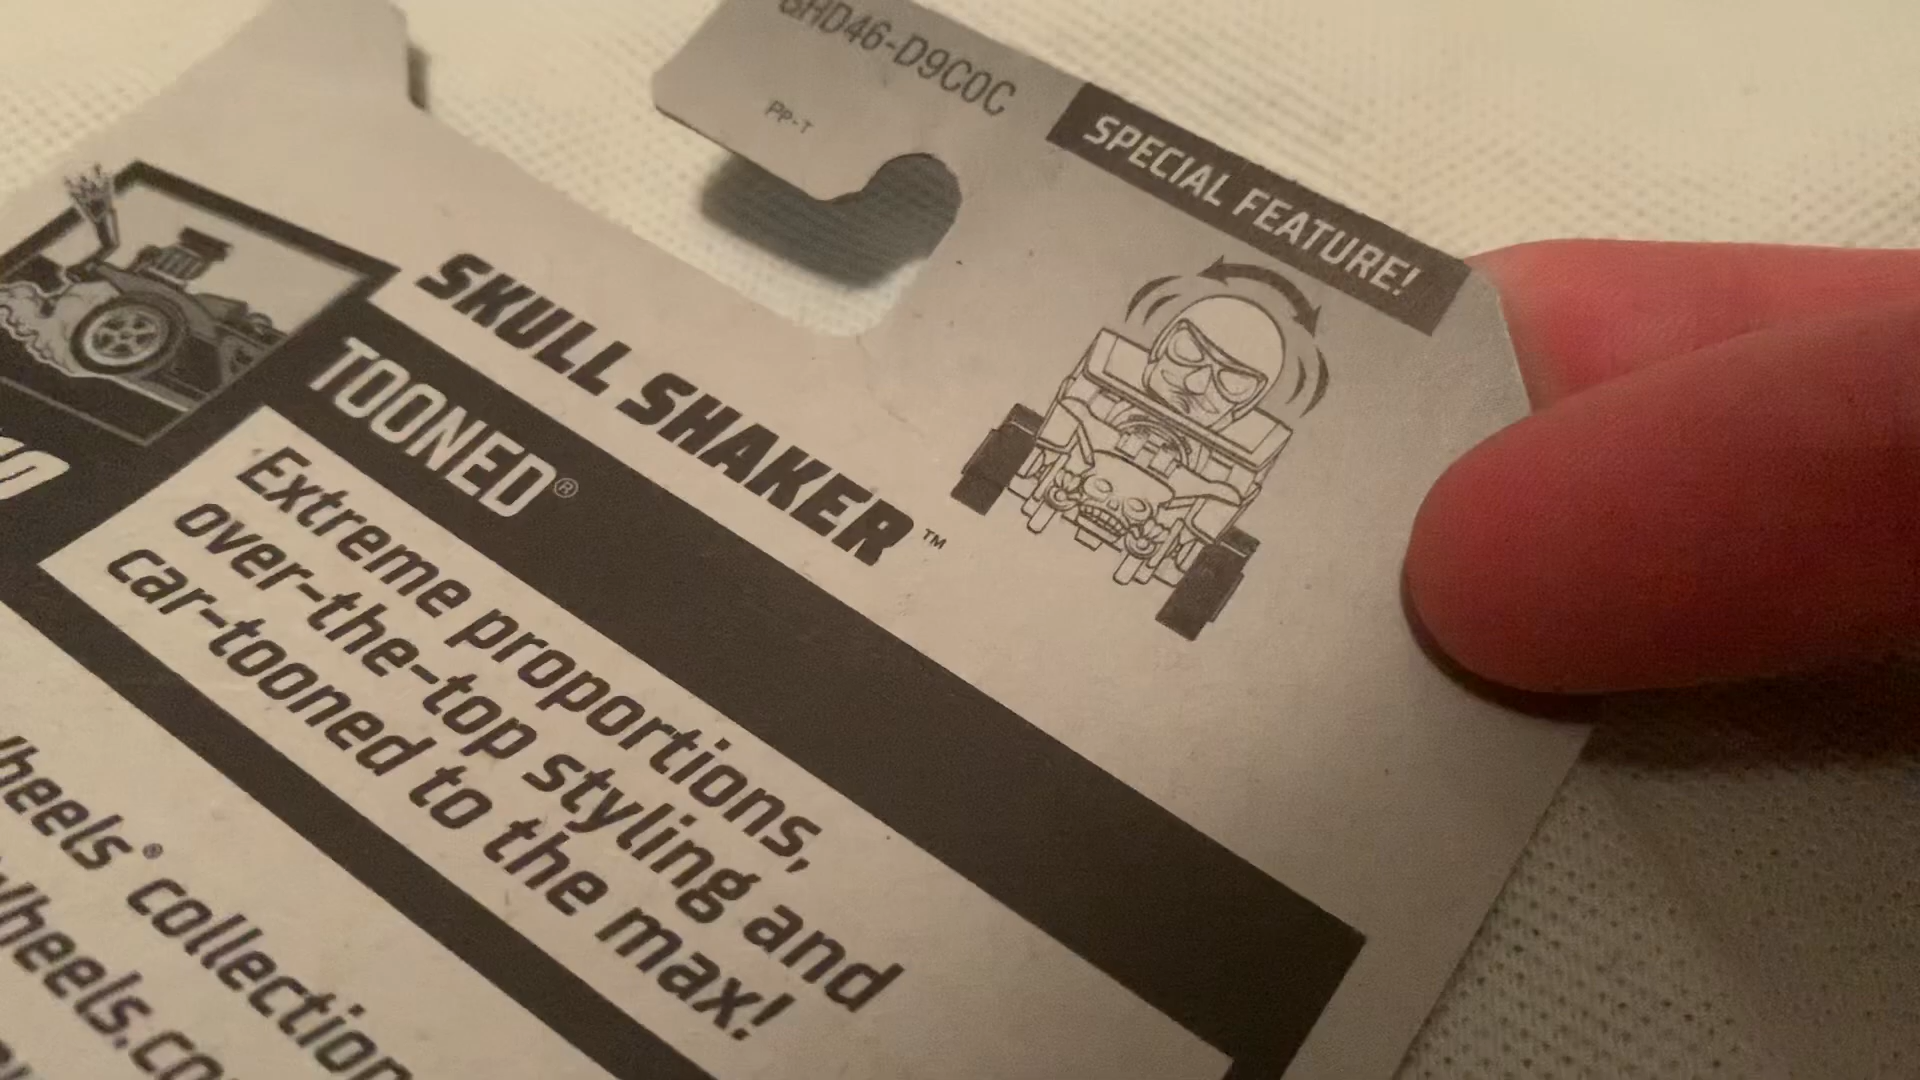 GHD46-D9C0C
PP-T
SPECIAL FEATURE!
SKULL SHAKER™
TOONED®
Extreme proportions,
over-the-top styling and
car-tooned to the max!
heels® collection
wheels.co